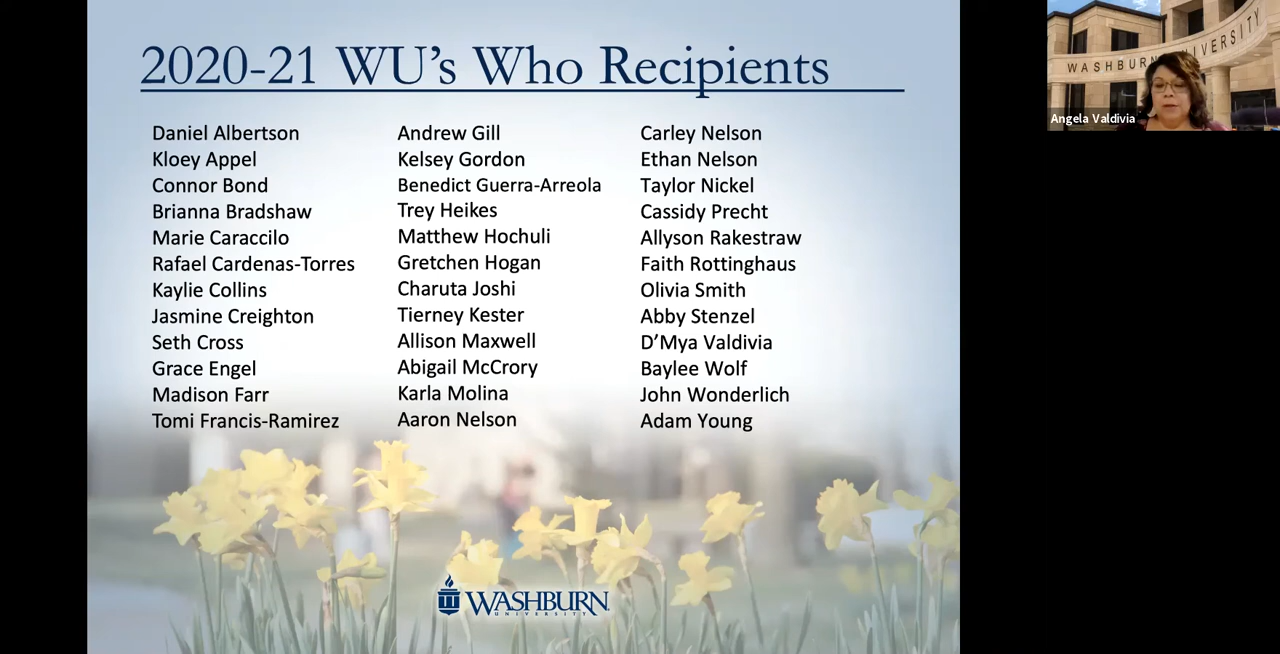 2020-21 WU's Who Recipients
Daniel Albertson
Kloey Appel
Connor Bond
Brianna Bradshaw
Marie Caraccilo
Rafael Cardenas-Torres
Kaylie Collins
Jasmine Creighton
Seth Cross
Grace Engel
Madison Farr
Tomi Francis-Ramirez
Andrew Gill
Kelsey Gordon
Benedict Guerra-Arreola
Trey Heikes
Matthew Hochuli
Gretchen Hogan
Charuta Joshi
Tierney Kester
Allison Maxwell
Abigail McCrory
Karla Molina
Aaron Nelson
Carley Nelson
Ethan Nelson
Taylor Nickel
Cassidy Precht
Allyson Rakestraw
Faith Rottinghaus
Olivia Smith
Abby Stenzel
D'Mya Valdivia
Baylee Wolf
John Wonderlich
Adam Young
WASHBURN
UNIVERSITY
WASHBURN UNIVERSITY
Angela Valdivia